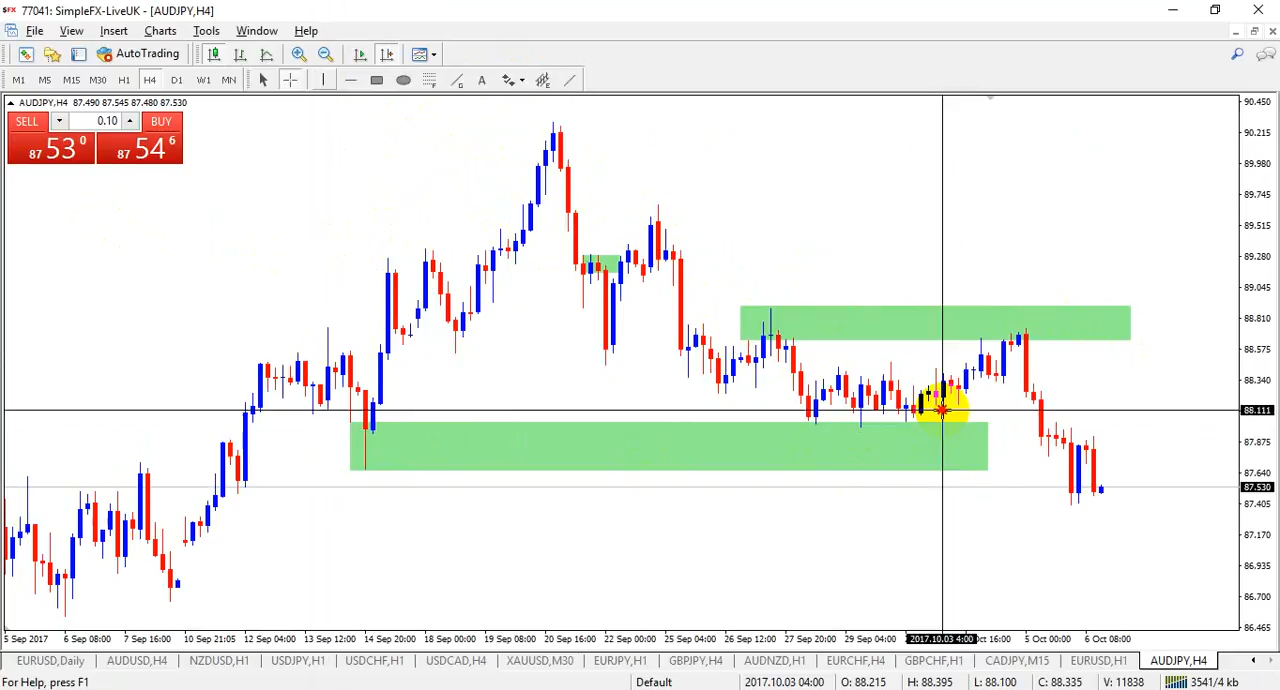 SFX 77041: SimpleFX-LiveUK - [AUDJPY,H4]
File View Insert Charts Tools Window Help
AutoTrading
M1 M5 M15 M30 H1 H4 D1 W1 MN A
AUDJPY,H4 87.490 87.545 87.480 87.530
SELL 0.10 BUY
87 53 0 87 54 6
90.450
90.215
89.980
89.745
89.515
89.280
89.045
88.810
88.575
88.340
88.111
87.875
87.640
87.530
87.405
87.170
86.935
86.700
86.465
5 Sep 2017 6 Sep 08:00 7 Sep 16:00 10 Sep 21:05 12 Sep 04:00 13 Sep 12:00 14 Sep 20:00 18 Sep 00:00 19 Sep 08:00 20 Sep 16:00 22 Sep 00:00 25 Sep 04:00 26 Sep 12:00 27 Sep 20:00 29 Sep 04:00 2017.10.03 4:00 Oct 16:00 5 Oct 00:00 6 Oct 08:00
EURUSD,Daily AUDUSD,H4 NZDUSD,H1 USDJPY,H1 USDCHF,H1 USDCAD,H4 XAUUSD,M30 EURJPY,H1 GBPJPY,H4 AUDNZD,H1 EURCHF,H4 GBPCHF,H1 CADJPY,M15 EURUSD,H1 AUDJPY,H4
For Help, press F1 Default 2017.10.03 04:00 O: 88.215 H: 88.395 L: 88.100 C: 88.335 V: 11838 3541/4 kb